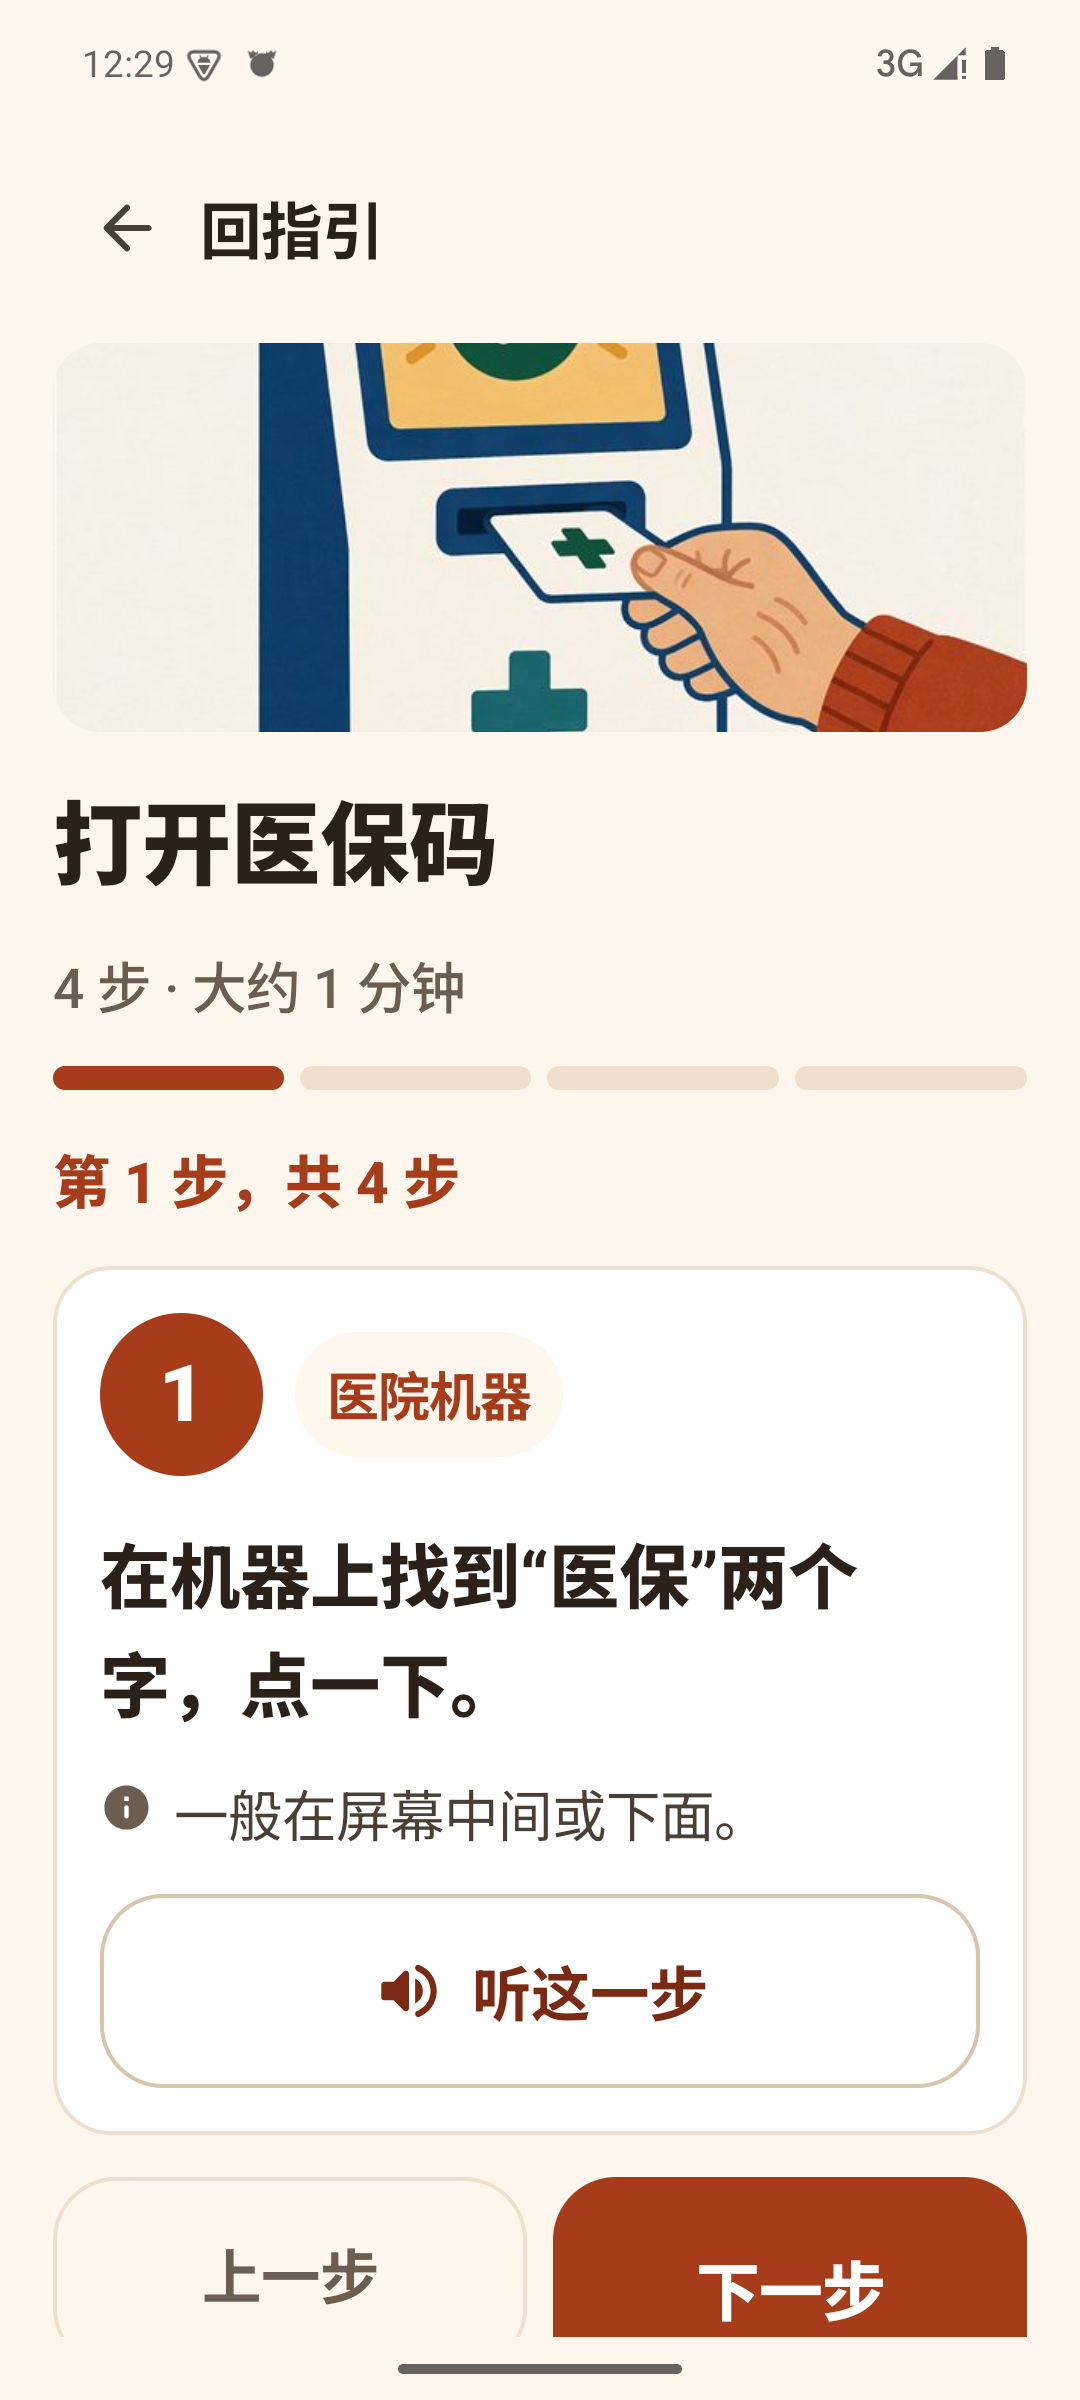 12:29
3G
回指引
打开医保码
4 步 · 大约 1 分钟
第 1 步，共 4 步
1
医院机器
在机器上找到“医保”两个
字，点一下。
一般在屏幕中间或下面。
听这一步
上一步
下一步